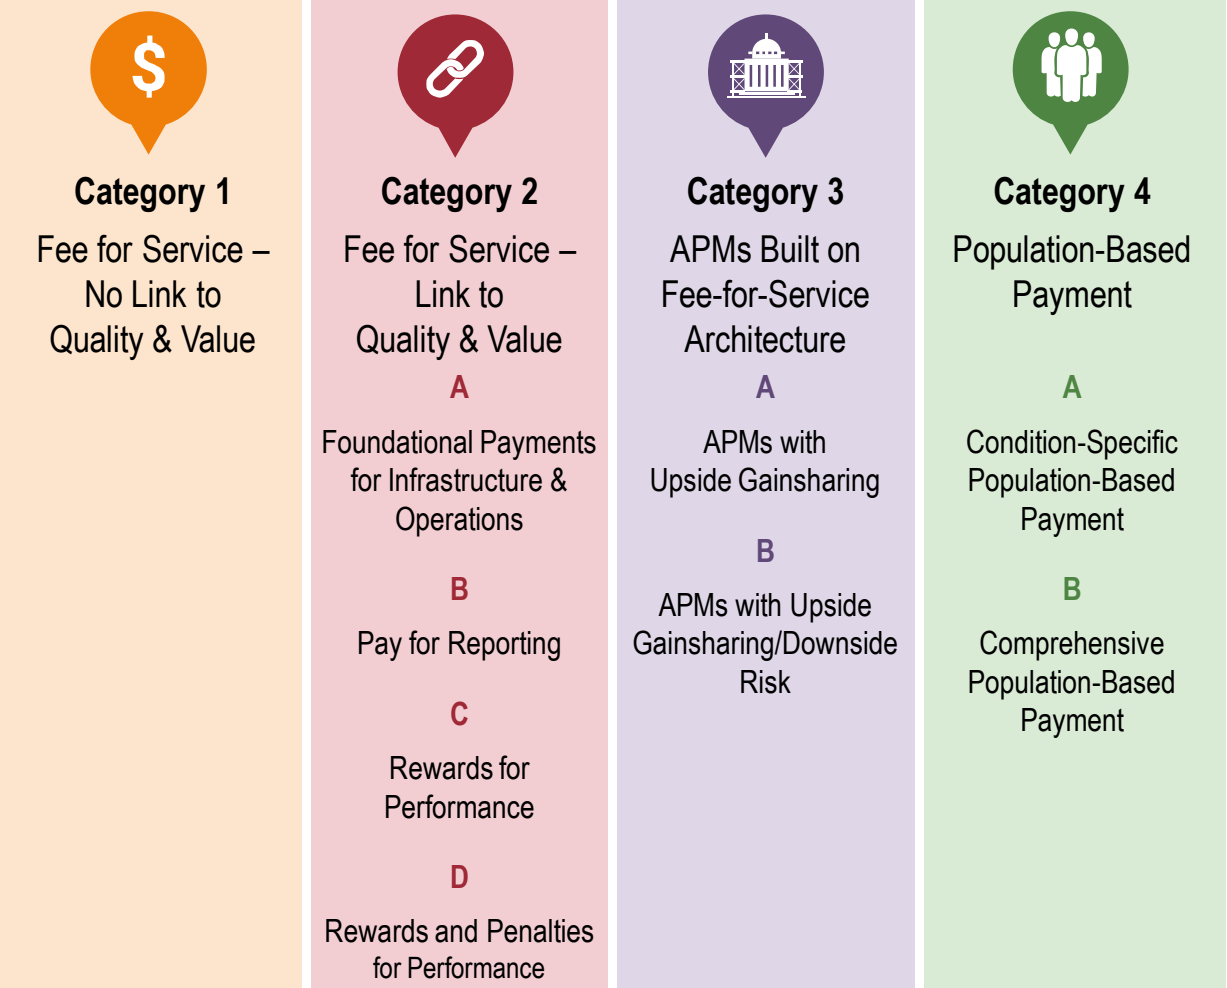 $
Category 1
Fee for Service –
No Link to
Quality & Value
Category 2
Fee for Service –
Link to
Quality & Value
A
Foundational Payments
for Infrastructure &
Operations
B
Pay for Reporting
C
Rewards for
Performance
D
Rewards and Penalties
for Performance
Category 3
APMs Built on
Fee-for-Service
Architecture
A
APMs with
Upside Gainsharing
B
APMs with Upside
Gainsharing/Downside
Risk
Category 4
Population-Based
Payment
A
Condition-Specific
Population-Based
Payment
B
Comprehensive
Population-Based
Payment